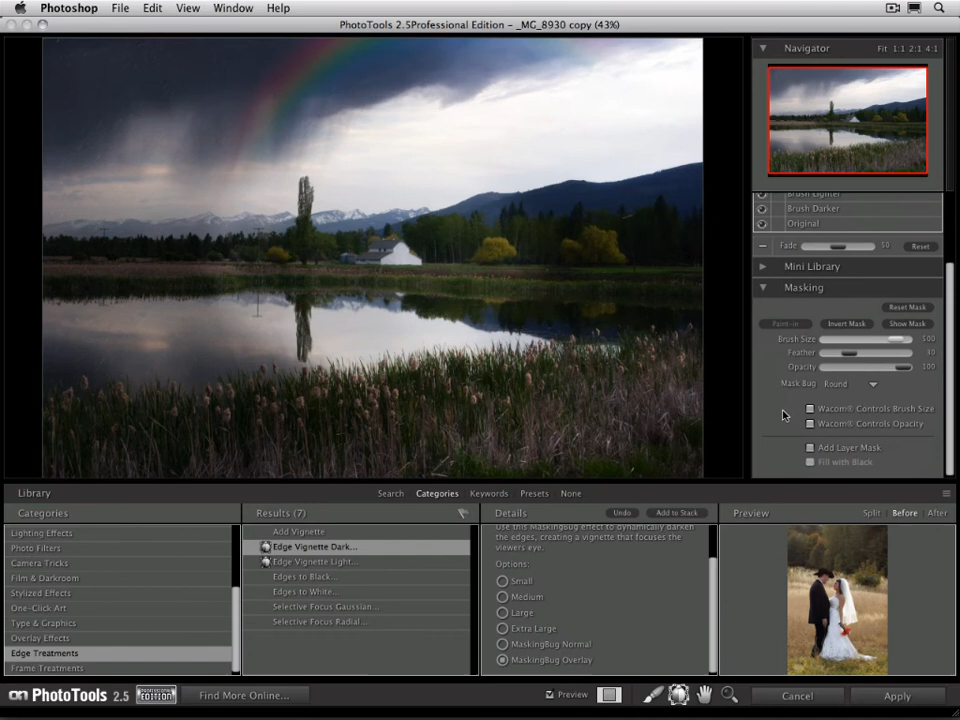 Photoshop File Edit View Window Help
PhotoTools 2.5Professional Edition - _MG_8930 copy (43%)
Navigator Fit 1:1 2:1 4:1
Brush Lighter
Brush Darker
Original
Fade 50 Reset
Mini Library
Masking
Reset Mask
Paint-in Invert Mask Show Mask
Brush Size 500
Feather 30
Opacity 100
Mask Bug Round
Wacom® Controls Brush Size
Wacom® Controls Opacity
Add Layer Mask
Fill with Black
Library Search Categories Keywords Presets None
Categories
Lighting Effects
Photo Filters
Camera Tricks
Film & Darkroom
Stylized Effects
One-Click Art
Type & Graphics
Overlay Effects
Edge Treatments
Frame Treatments
Results (7)
Add Vignette
Edge Vignette Dark...
Edge Vignette Light...
Edges to Black...
Edges to White...
Selective Focus Gaussian...
Selective Focus Radial...
Details Undo Add to Stack
Use this MaskingBug effect to dynamically darken
the edges, creating a vignette that focuses the
viewers eye.
Options:
Small
Medium
Large
Extra Large
MaskingBug Normal
MaskingBug Overlay
Preview Split Before After
on PhotoTools 2.5 PROFESSIONAL EDITION Find More Online... Preview Cancel Apply